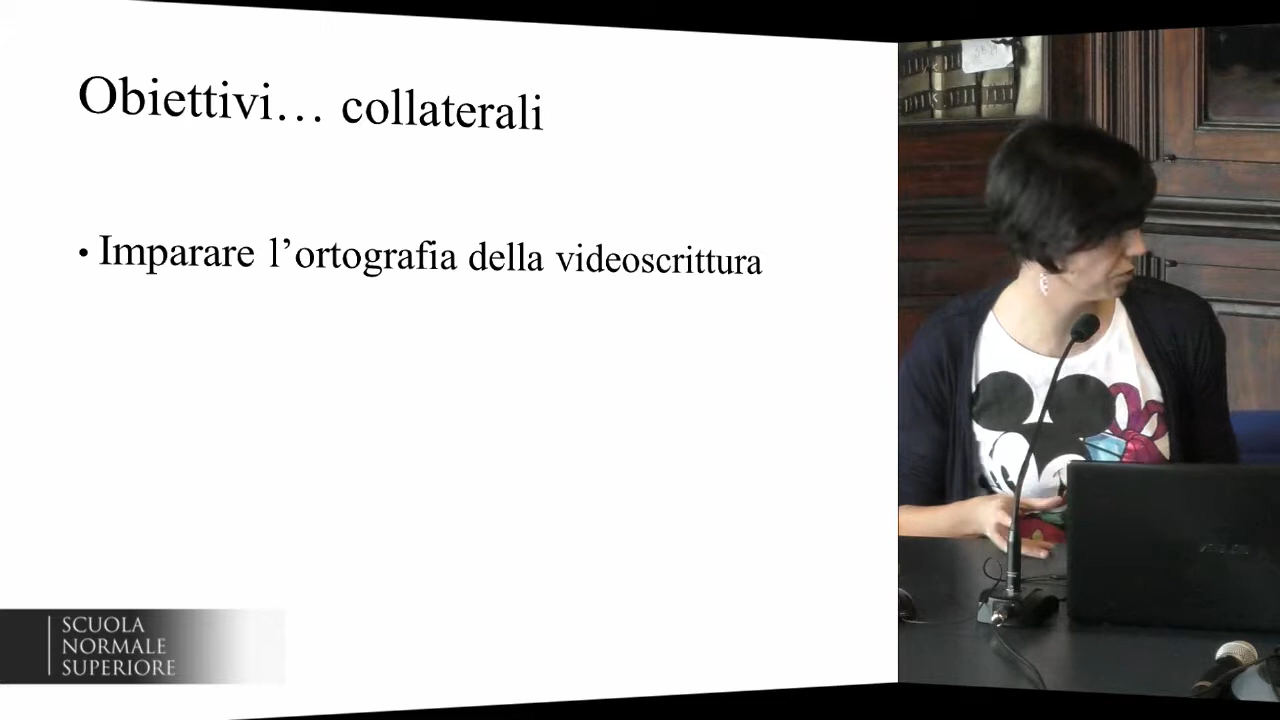 Obiettivi… collaterali
• Imparare l’ortografia della videoscrittura
SCUOLA
NORMALE
SUPERIORE